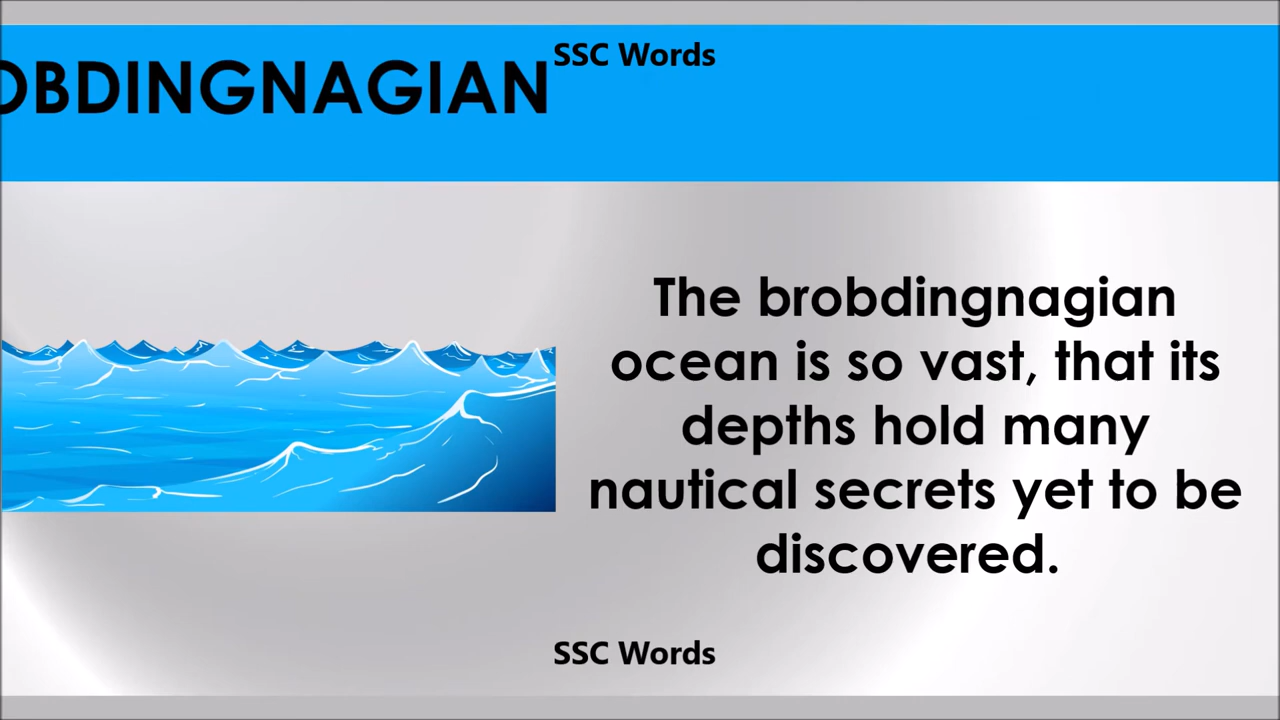 SSC Words
OBDINGNAGIAN
The brobdingnagian
ocean is so vast, that its
depths hold many
nautical secrets yet to be
discovered.
SSC Words